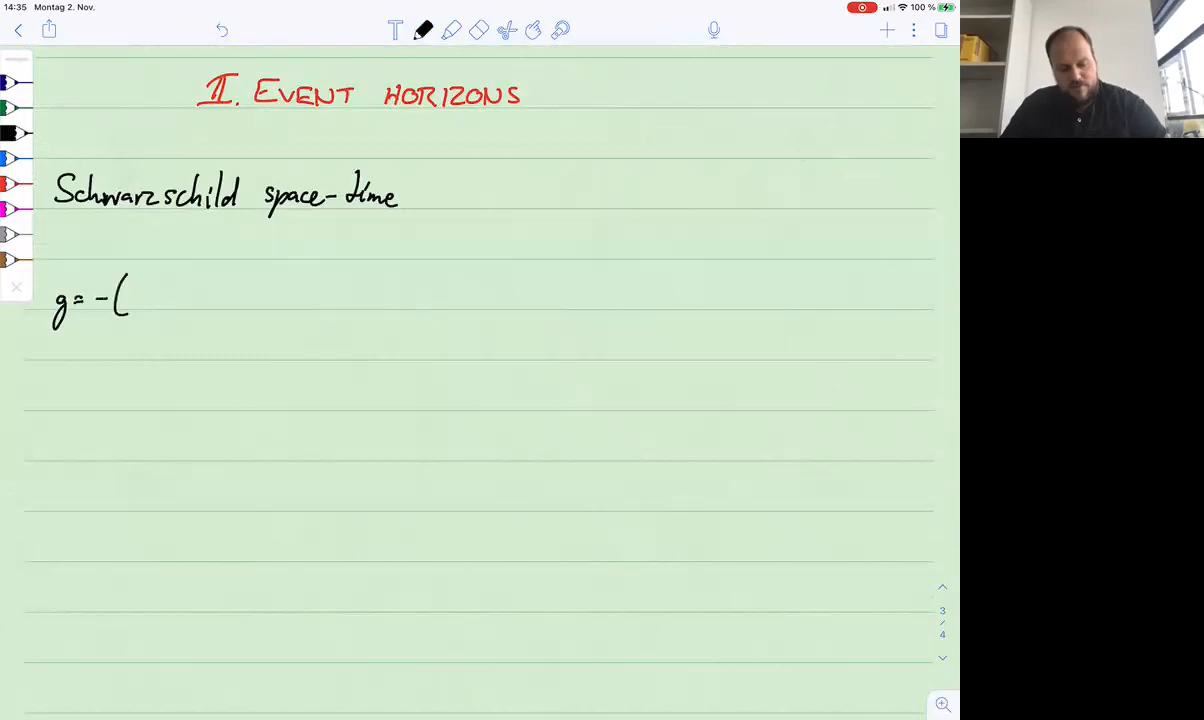 14:35 Montag 2. Nov. 100 %
II. EVENT HORIZONS
Schwarzschild space-time
g = - (
3
/
4